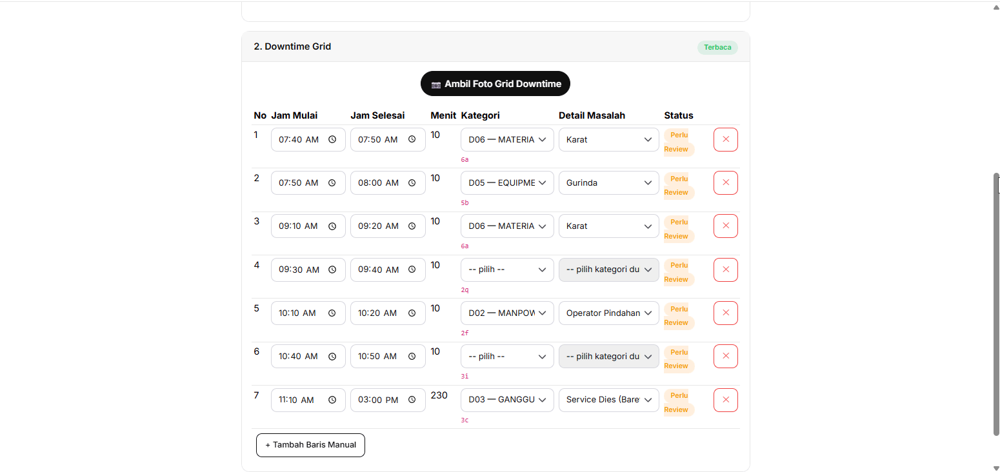 2. Downtime Grid
Terbaca
Ambil Foto Grid Downtime
No Jam Mulai Jam Selesai Menit Kategori Detail Masalah Status
1 07:40 AM 07:50 AM 10 D06 — MATERIA Karat Perlu Review
6a
2 07:50 AM 08:00 AM 10 D05 — EQUIPME Gurinda Perlu Review
5b
3 09:10 AM 09:20 AM 10 D06 — MATERIA Karat Perlu Review
6a
4 09:30 AM 09:40 AM 10 -- pilih -- -- pilih kategori du Perlu Review
2q
5 10:10 AM 10:20 AM 10 D02 — MANPOW Operator Pindahan Perlu Review
2f
6 10:40 AM 10:50 AM 10 -- pilih -- -- pilih kategori du Perlu Review
3i
7 11:10 AM 03:00 PM 230 D03 — GANGGU Service Dies (Bare Perlu Review
3c
+ Tambah Baris Manual